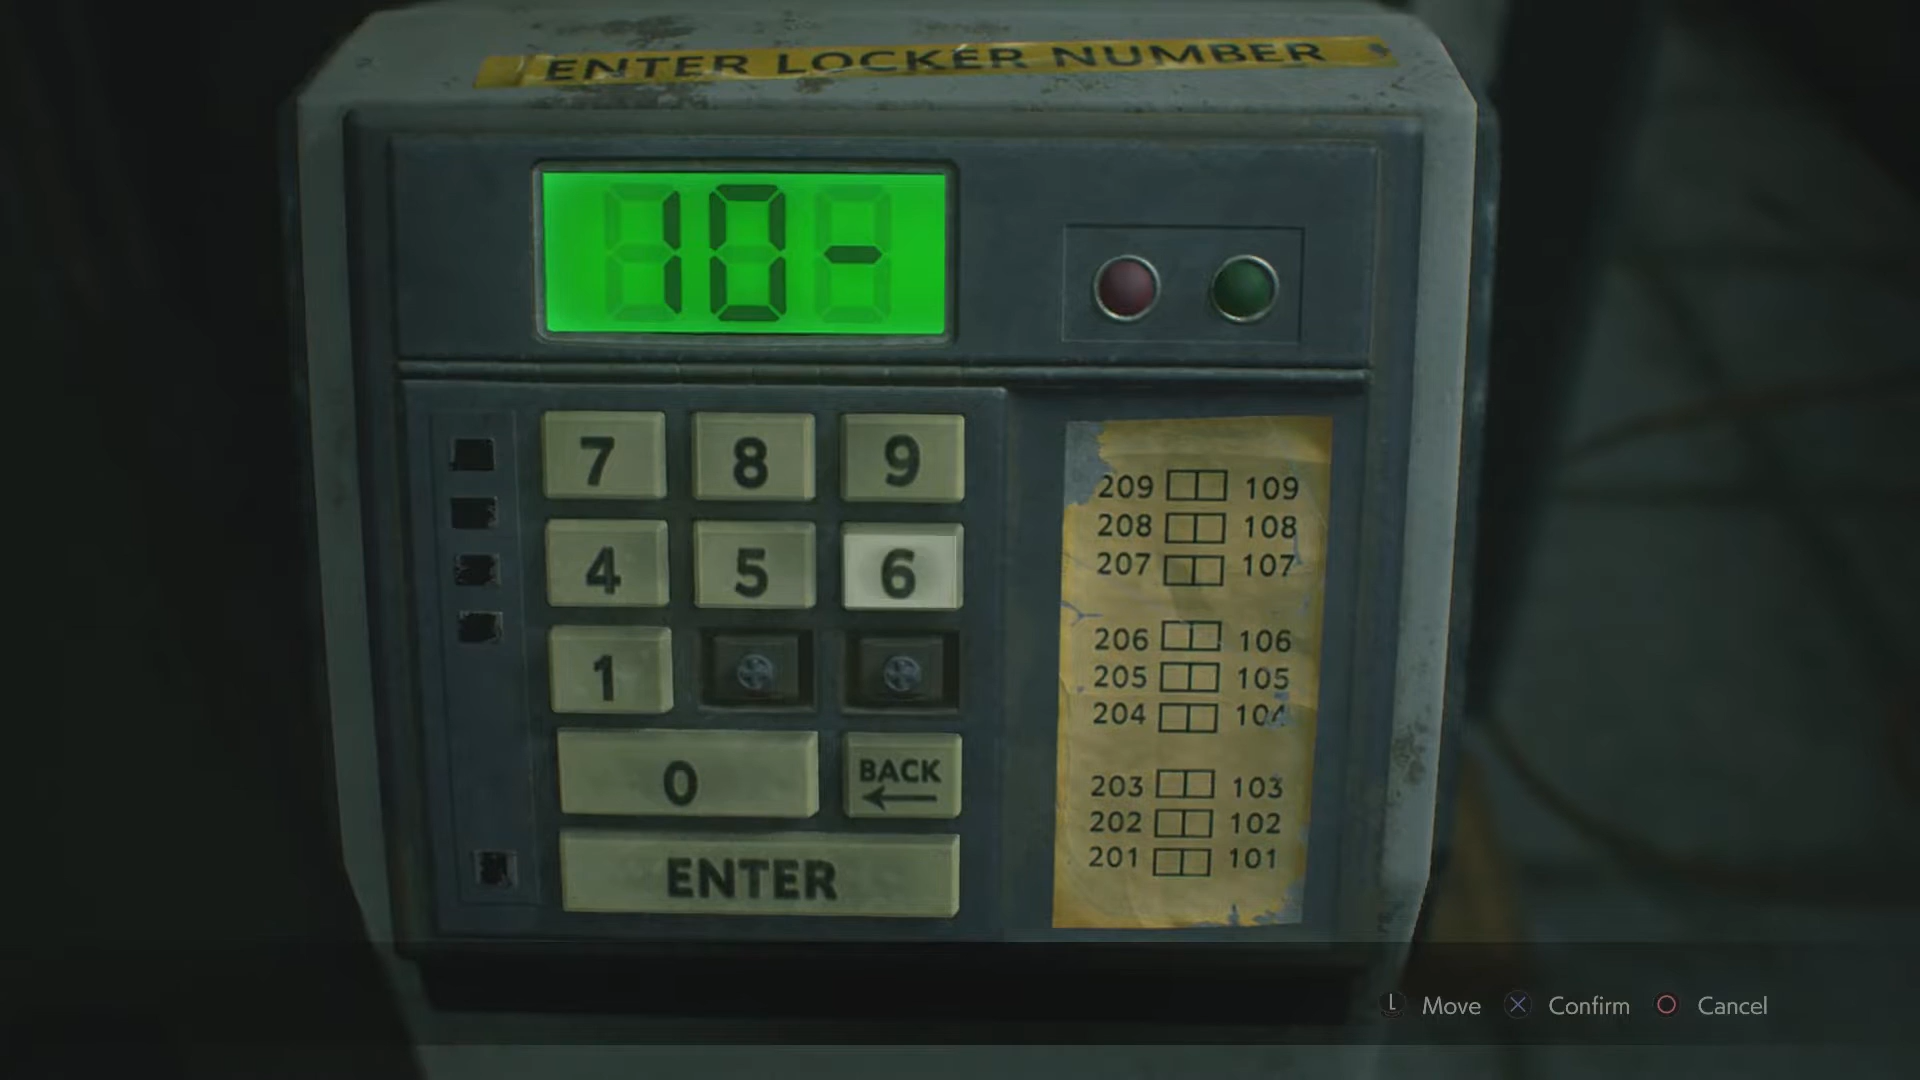 ENTER LOCKER NUMBER
10-
7 8 9
4 5 6
1
0 BACK
ENTER
209 109
208 108
207 107
206 106
205 105
204 104
203 103
202 102
201 101
L Move Confirm Cancel